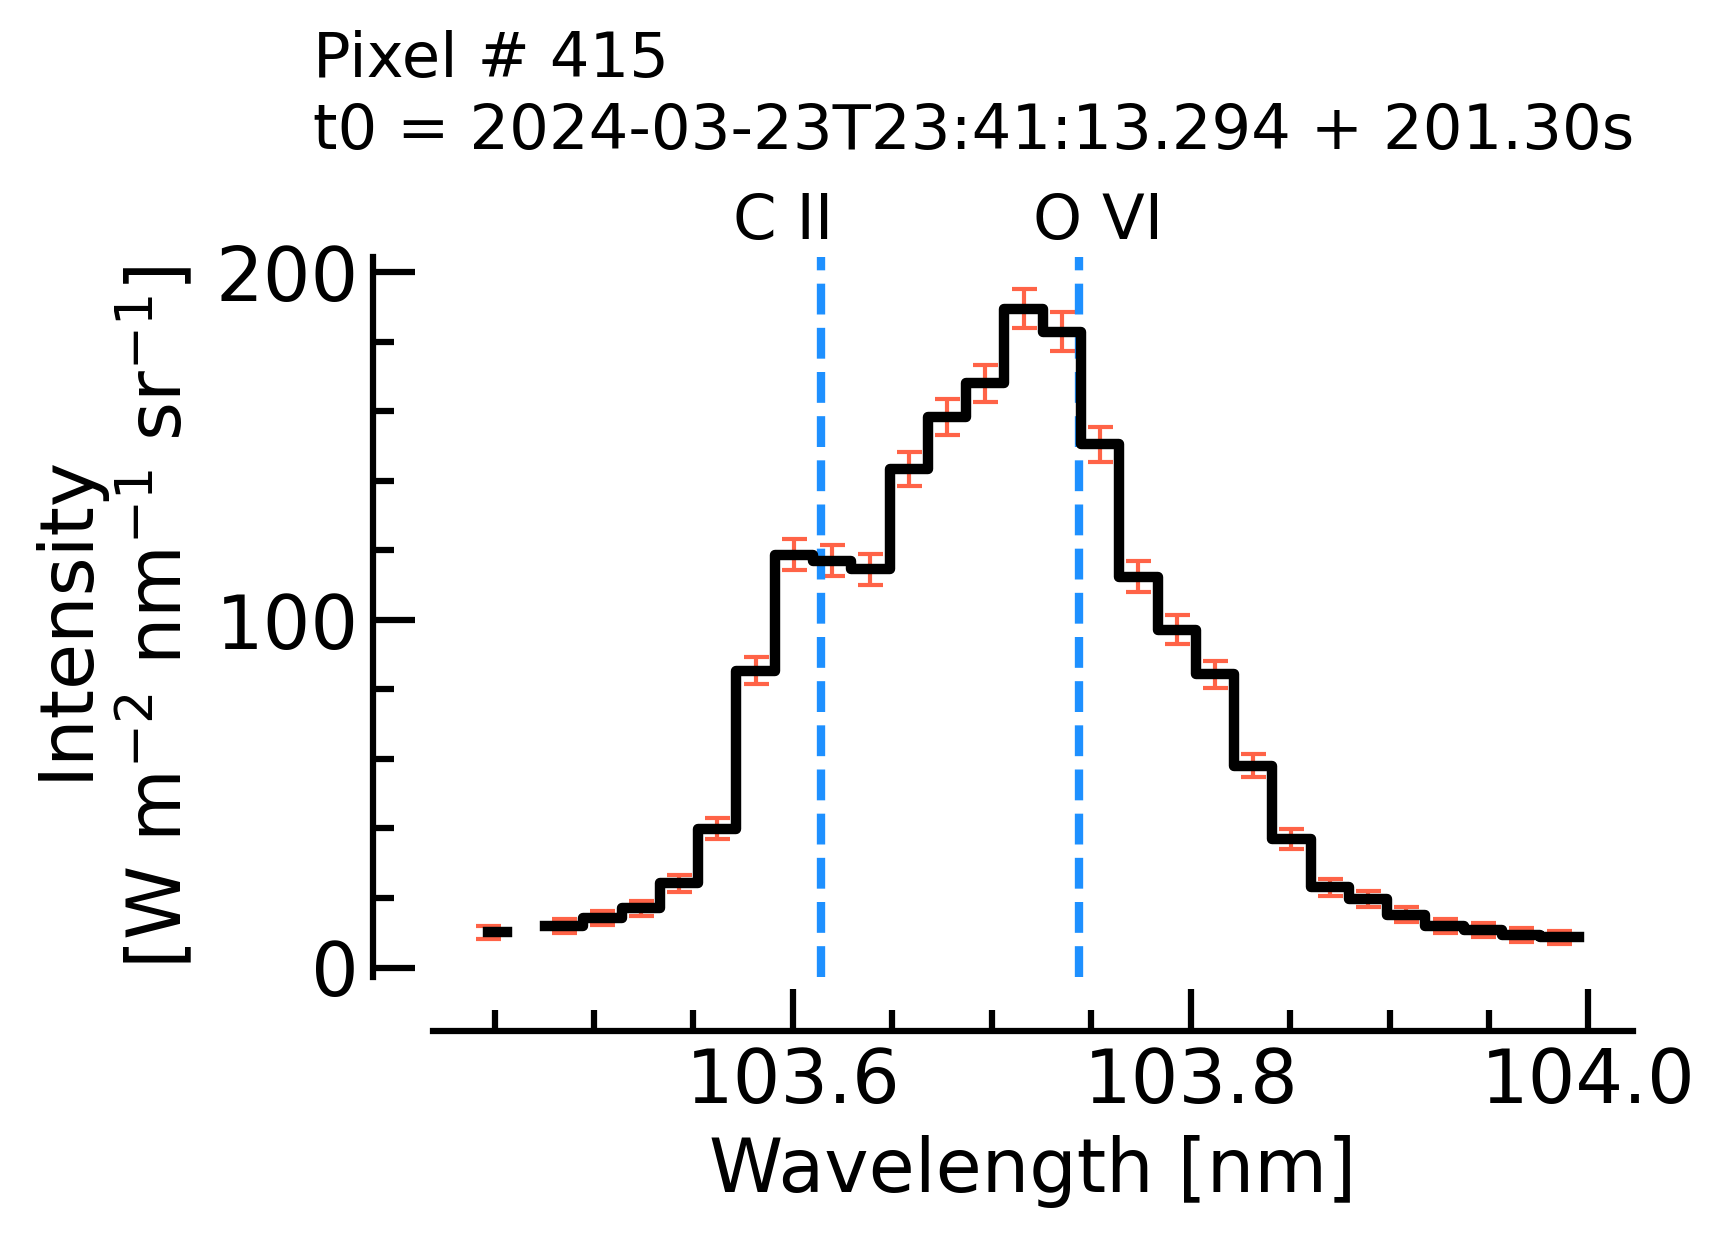 Pixel # 415
t0 = 2024-03-23T23:41:13.294 + 201.30s
C II O VI
Intensity
[W m⁻² nm⁻¹ sr⁻¹]
200
100
0
103.6 103.8 104.0
Wavelength [nm]